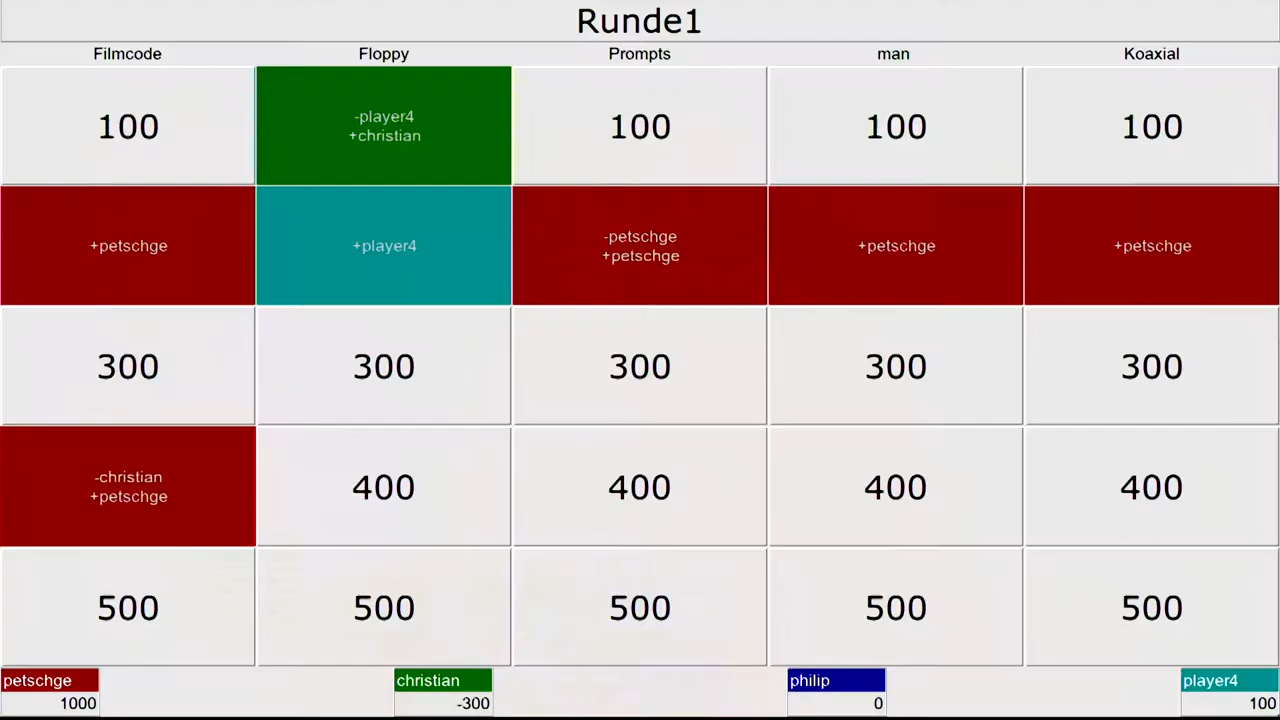 Runde1
Filmcode Floppy Prompts man Koaxial
100
-player4
+christian
100
100
100
+petschge
+player4
-petschge
+petschge
+petschge
+petschge
300 300 300 300 300
-christian
+petschge
400 400 400 400
500 500 500 500 500
petschge christian philip player4
1000 -300 0 100